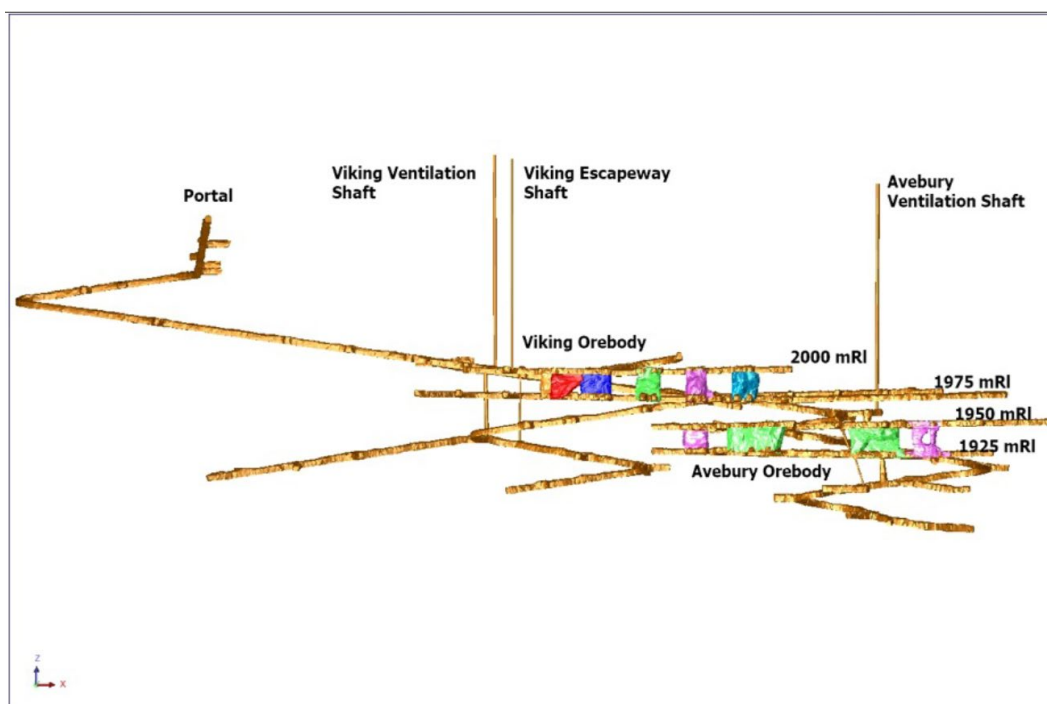 Viking Ventilation
Shaft
Viking Escapeway
Shaft
Avebury
Ventilation Shaft
Portal
Viking Orebody
2000 mRl
1975 mRl
1950 mRl
1925 mRl
Avebury Orebody
Z
X